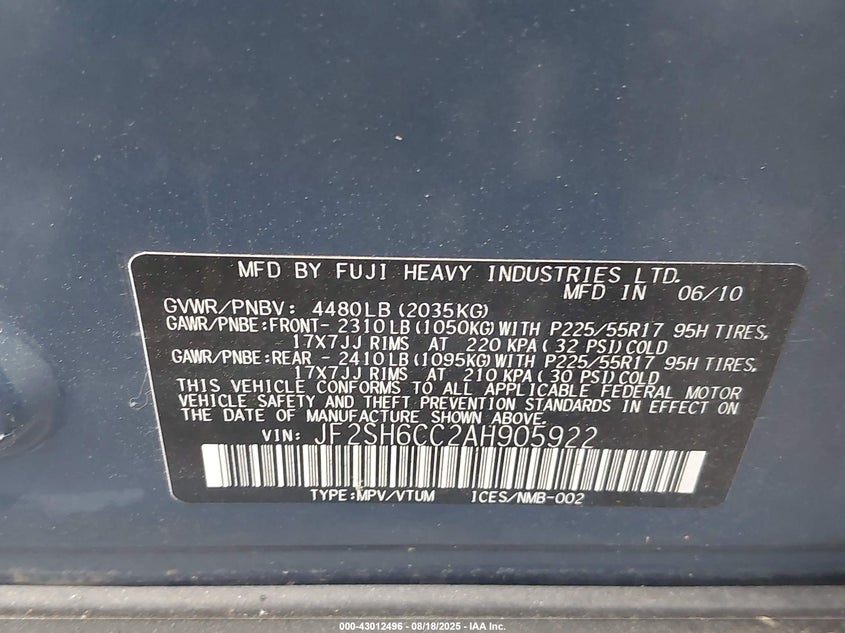 MFD BY FUJI HEAVY INDUSTRIES LTD.
MFD IN 06/10
GVWR/PNBV: 4480LB (2035KG)
GAWR/PNBE:FRONT- 2310LB (1050KG) WITH P225/55R17 95H TIRES,
17X7JJ RIMS AT 220 KPA ( 32 PSI) COLD
GAWR/PNBE:REAR - 2410LB (1095KG) WITH P225/55R17 95H TIRES,
17X7JJ RIMS AT 210 KPA ( 30 PSI) COLD
THIS VEHICLE CONFORMS TO ALL APPLICABLE FEDERAL MOTOR
VEHICLE SAFETY AND THEFT PREVENTION STANDARDS IN EFFECT ON
THE DATE OF MANUFACTURE SHOWN ABOVE.
VIN: JF2SH6CC2AH905922
TYPE:MPV/VTUM ICES/NMB-002
000-43012496 - 08/18/2025 - IAA Inc.